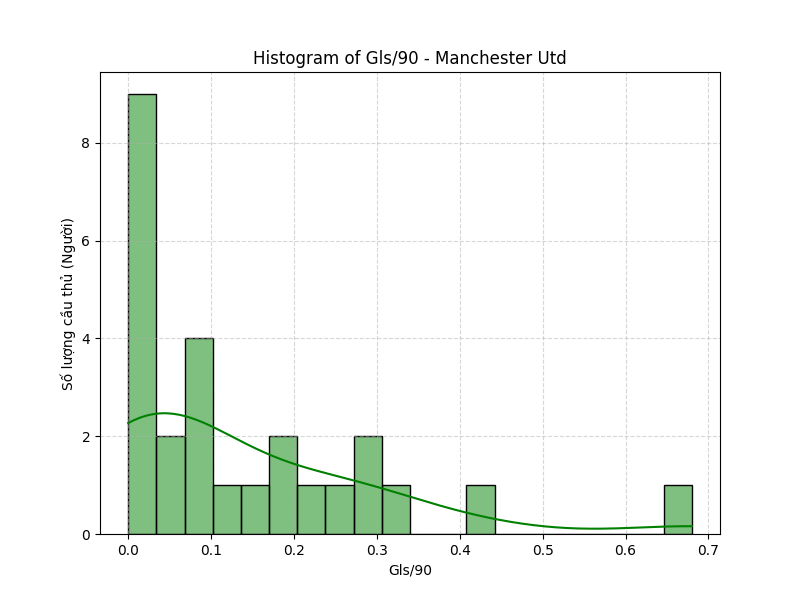 Histogram of Gls/90 - Manchester Utd
Số lượng cầu thủ (Người)
8
6
4
2
0
0.0 0.1 0.2 0.3 0.4 0.5 0.6 0.7
Gls/90